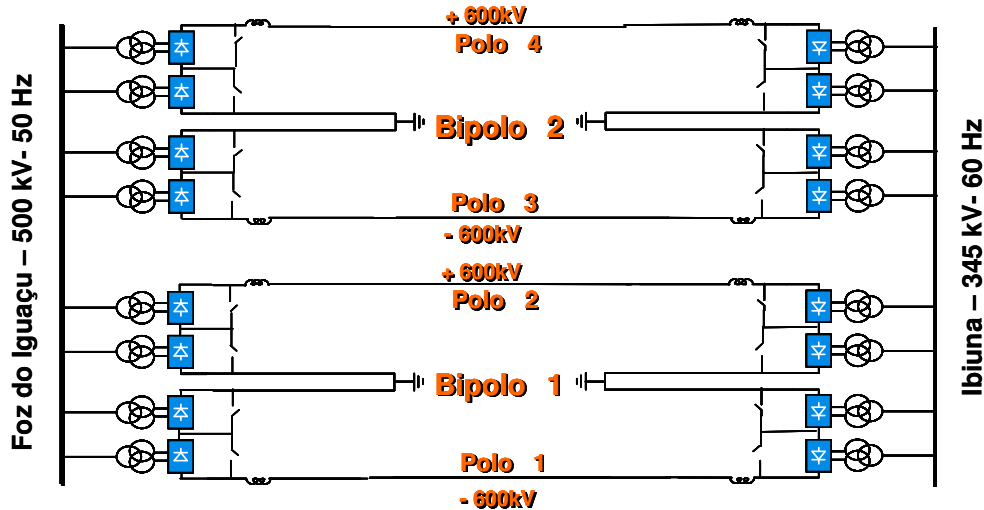 + 600kV
Polo 4
Bipolo 2
Polo 3
- 600kV
+ 600kV
Polo 2
Bipolo 1
Polo 1
- 600kV
Foz do Iguaçu – 500 kV- 50 Hz
Ibiuna – 345 kV- 60 Hz